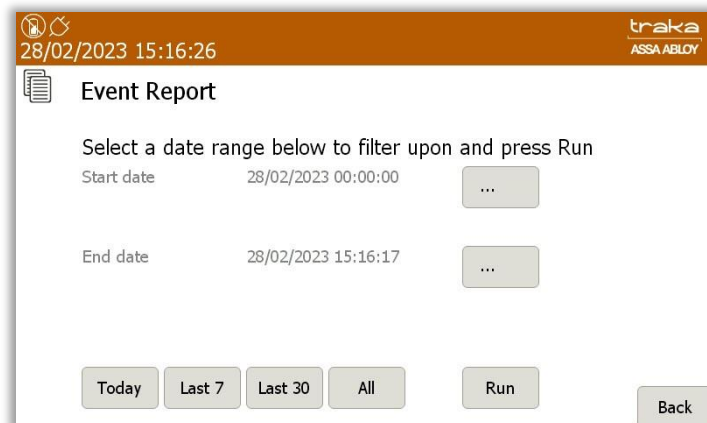 traka
28/02/2023 15:16:26
ASSA ABLOY
Event Report
Select a date range below to filter upon and press Run
Start date 28/02/2023 00:00:00 ...
End date 28/02/2023 15:16:17 ...
Today Last 7 Last 30 All Run
Back